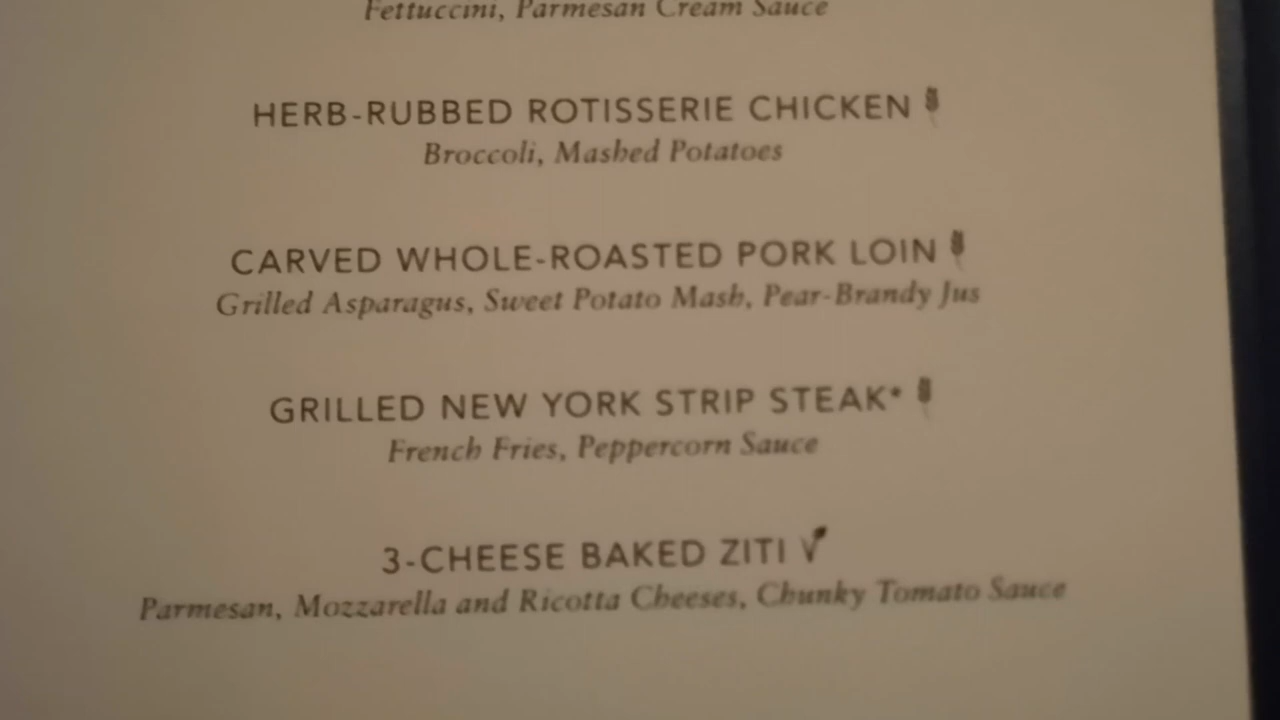 Fettuccini, Parmesan Cream Sauce
HERB-RUBBED ROTISSERIE CHICKEN
Broccoli, Mashed Potatoes
CARVED WHOLE-ROASTED PORK LOIN
Grilled Asparagus, Sweet Potato Mash, Pear-Brandy Jus
GRILLED NEW YORK STRIP STEAK*
French Fries, Peppercorn Sauce
3-CHEESE BAKED ZITI
Parmesan, Mozzarella and Ricotta Cheeses, Chunky Tomato Sauce